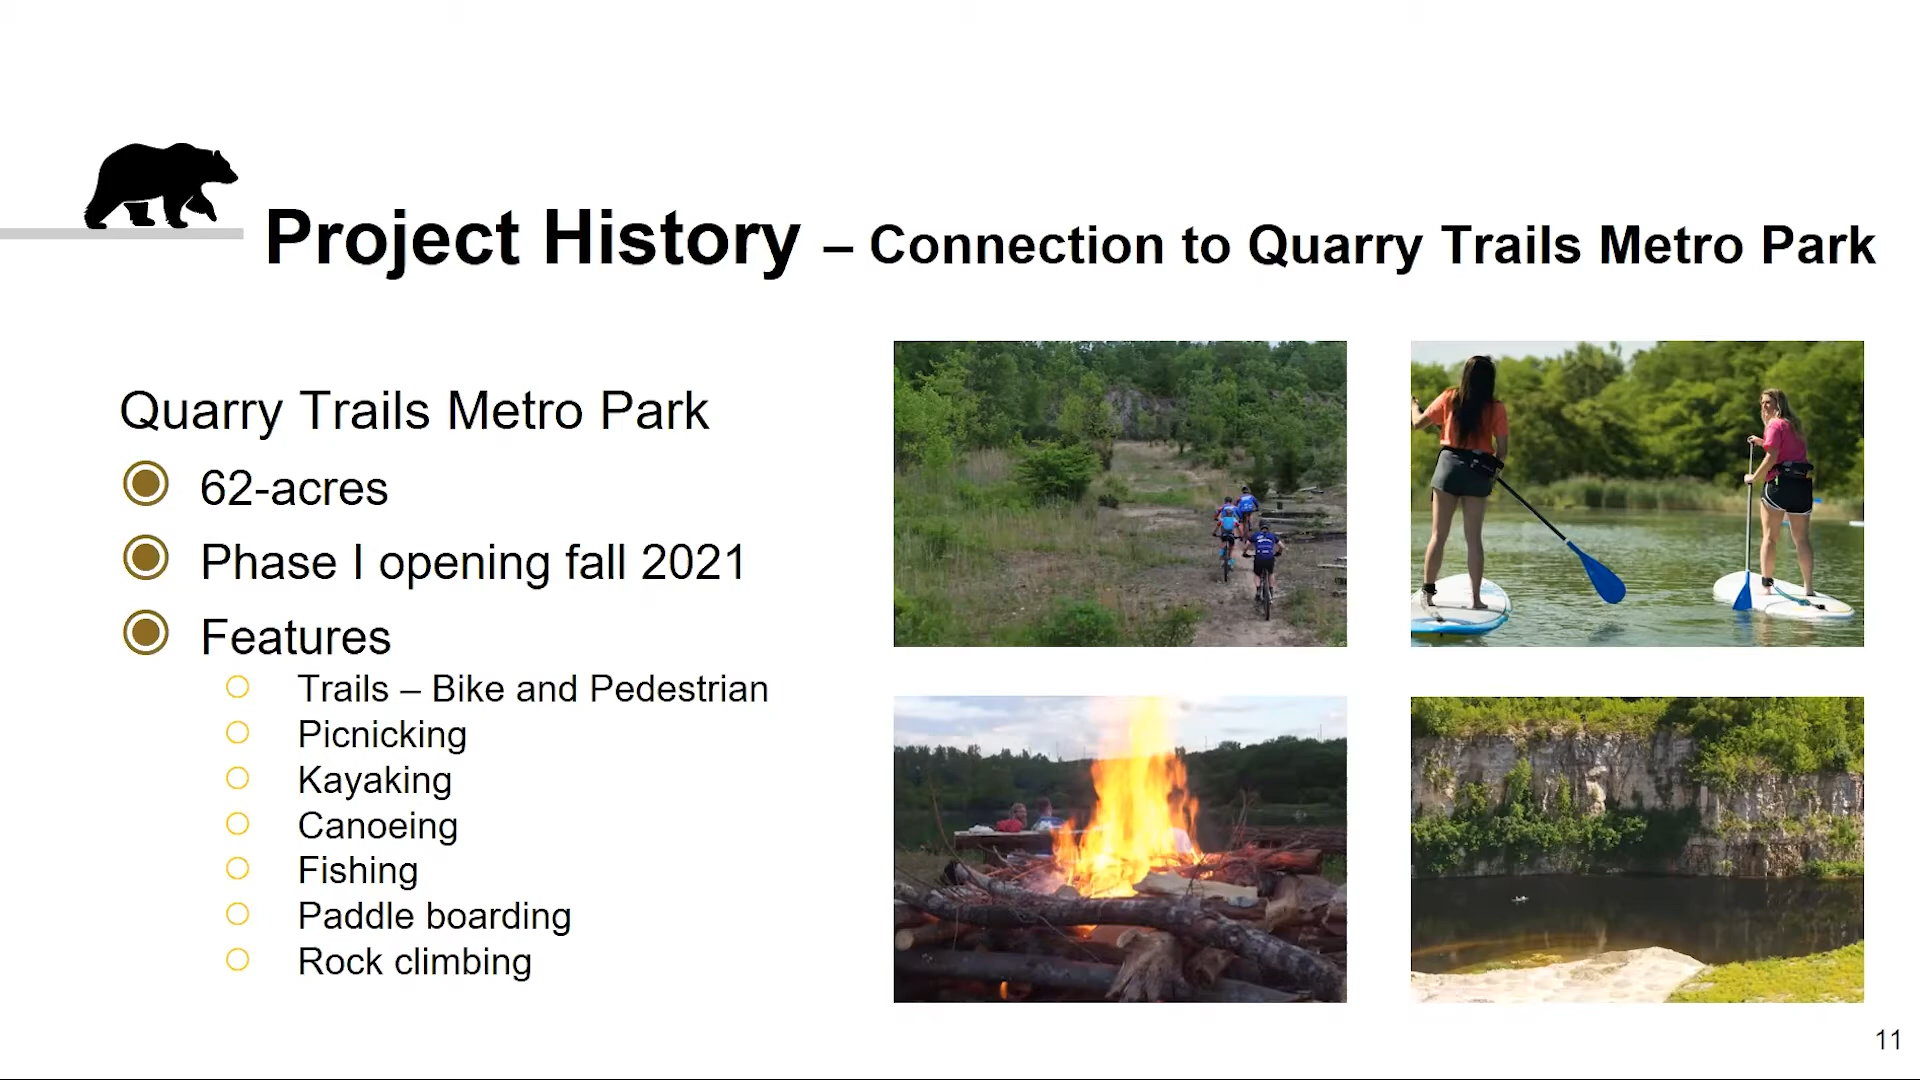 Project History – Connection to Quarry Trails Metro Park
Quarry Trails Metro Park
62-acres
Phase I opening fall 2021
Features
Trails – Bike and Pedestrian
Picnicking
Kayaking
Canoeing
Fishing
Paddle boarding
Rock climbing
11